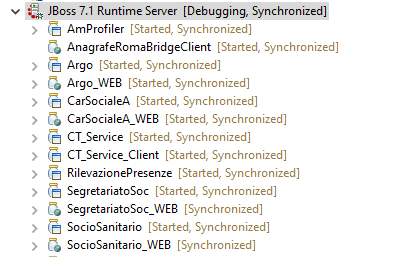 JBoss 7.1 Runtime Server [Debugging, Synchronized]
AmProfiler [Started, Synchronized]
AnagrafeRomaBridgeClient [Started, Synchronized]
Argo [Started, Synchronized]
Argo_WEB [Started, Synchronized]
CarSocialeA [Started, Synchronized]
CarSocialeA_WEB [Started, Synchronized]
CT_Service [Started, Synchronized]
CT_Service_Client [Started, Synchronized]
RilevazionePresenze [Started, Synchronized]
SegretariatoSoc [Started, Synchronized]
SegretariatoSoc_WEB [Synchronized]
SocioSanitario [Started, Synchronized]
SocioSanitario_WEB [Synchronized]